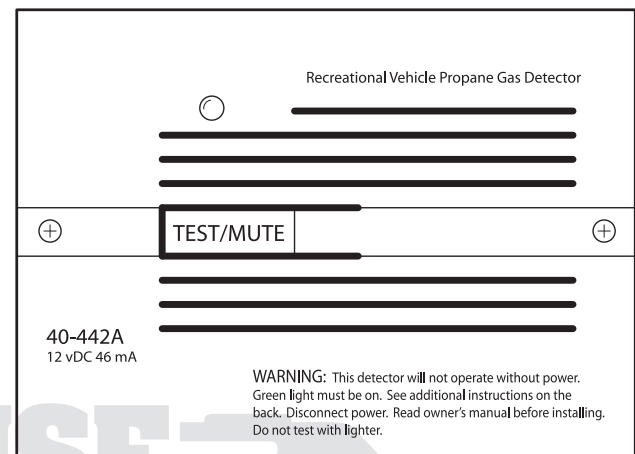 Recreational Vehicle Propane Gas Detector
TEST/MUTE
40-442A
12 vDC 46 mA
WARNING: This detector will not operate without power.
Green light must be on. See additional instructions on the
back. Disconnect power. Read owner's manual before installing.
Do not test with lighter.